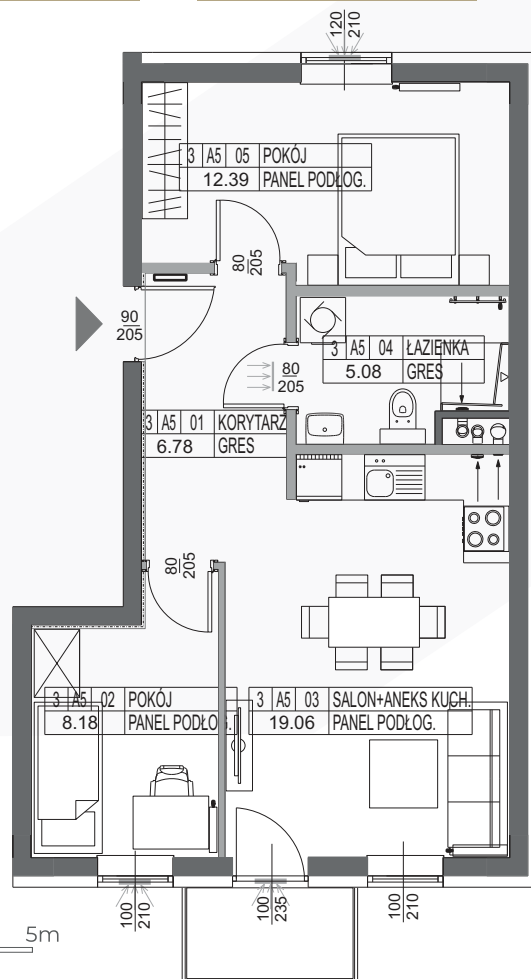 120
210
3 A5 05 POKÓJ
12.39 PANEL PODŁOG.
80
205
90
205
3 A5 04 ŁAZIENKA
5.08 GRES
80
205
3 A5 01 KORYTARZ
6.78 GRES
80
205
3 A5 02 POKÓJ
8.18 PANEL PODŁOG.
3 A5 03 SALON+ANEKS KUCH.
19.06 PANEL PODŁOG.
100
210
100
235
100
210
5m